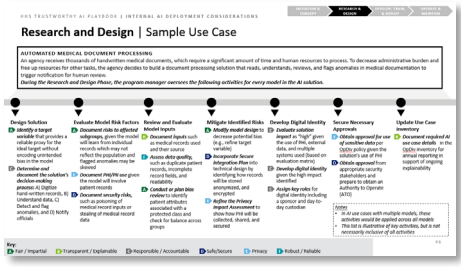 HHS TRUSTWORTHY AI PLAYBOOK | INTERNAL AI DEPLOYMENT CONSIDERATIONS
INITIATION & CONCEPT
RESEARCH & DESIGN
DEVELOP, TRAIN, & DEPLOY
OPERATE & MAINTAIN
Research and Design | Sample Use Case
AUTOMATED MEDICAL DOCUMENT PROCESSING
An agency receives thousands of handwritten medical documents, which require a significant amount of time and human resources to process. To decrease administrative burden and
free up resources for other tasks, the agency decides to build a document processing solution that reads, understands, reviews, and flags anomalies in medical documentation to
trigger notification for human review.
During the Research and Design Phase, the program manager oversees the following activities for every model in the AI solution.
Design Solution
Identify a target
variable that provides a
reliable proxy for the
ideal target without
encoding unintended
bias in the model
Determine and
document the solution's
decision-making
process: A) Digitize
hand-written records, B)
Understand data, C)
Detect and flag
anomalies, and D) Notify
officials
Evaluate Model Risk Factors
Document risks to affected
subgroups, given the model
will learn from individual
records which may not
reflect the population and
flagged anomalies may be
skewed
Document PHI/PII use given
the model will involve
patient records
Document security risks,
such as poisoning of
medical record inputs or
stealing of medical record
data
Review and Evaluate
Model Inputs
Document inputs such as
medical records used
and their source
Assess data quality,
such as duplicate patient
records, incomplete
record fields, and
readability
Conduct or plan bias
review to identify
patient attributes
associated with a
protected class and
check for balance across
groups
Mitigate Identified Risks
Modify model design to
decrease potential bias
(e.g., refine target
variable)
Incorporate Secure
Integration Plan into
technical design by
identifying how records
will be stored
anonymized, and
encrypted
Refine the Privacy
Impact Assessment to
show how PHI will be
collected, shared, and
secured
Develop Digital Identity
Evaluate solution
impact as "high" given
the use of PHI, external
data, and multiple
systems used (based on
evaluation matrix)
Develop digital identity
given the high impact
identified
Assign key roles for
digital identity including
a sponsor and day-to-
day custodian
Secure Necessary
Approvals
Obtain approval for use
of sensitive data per
OpDiv policy given the
solution's use of PHI
Obtain approval from
appropriate security
stakeholders and
prepare to obtain an
Authority to Operate
(ATO)
Update Use Case
Inventory
Document required AI
use case details in the
OpDiv inventory for
annual reporting in
support of ongoing
explainability
Notes
• In AI use cases with multiple models, these
activities would be applied across all models
• This list is illustrative of key activities, but is not
necessarily inclusive of all activities
Key:
Fair / Impartial
Transparent / Explainable
Responsible / Accountable
Safe/Secure
Privacy
Robust / Reliable